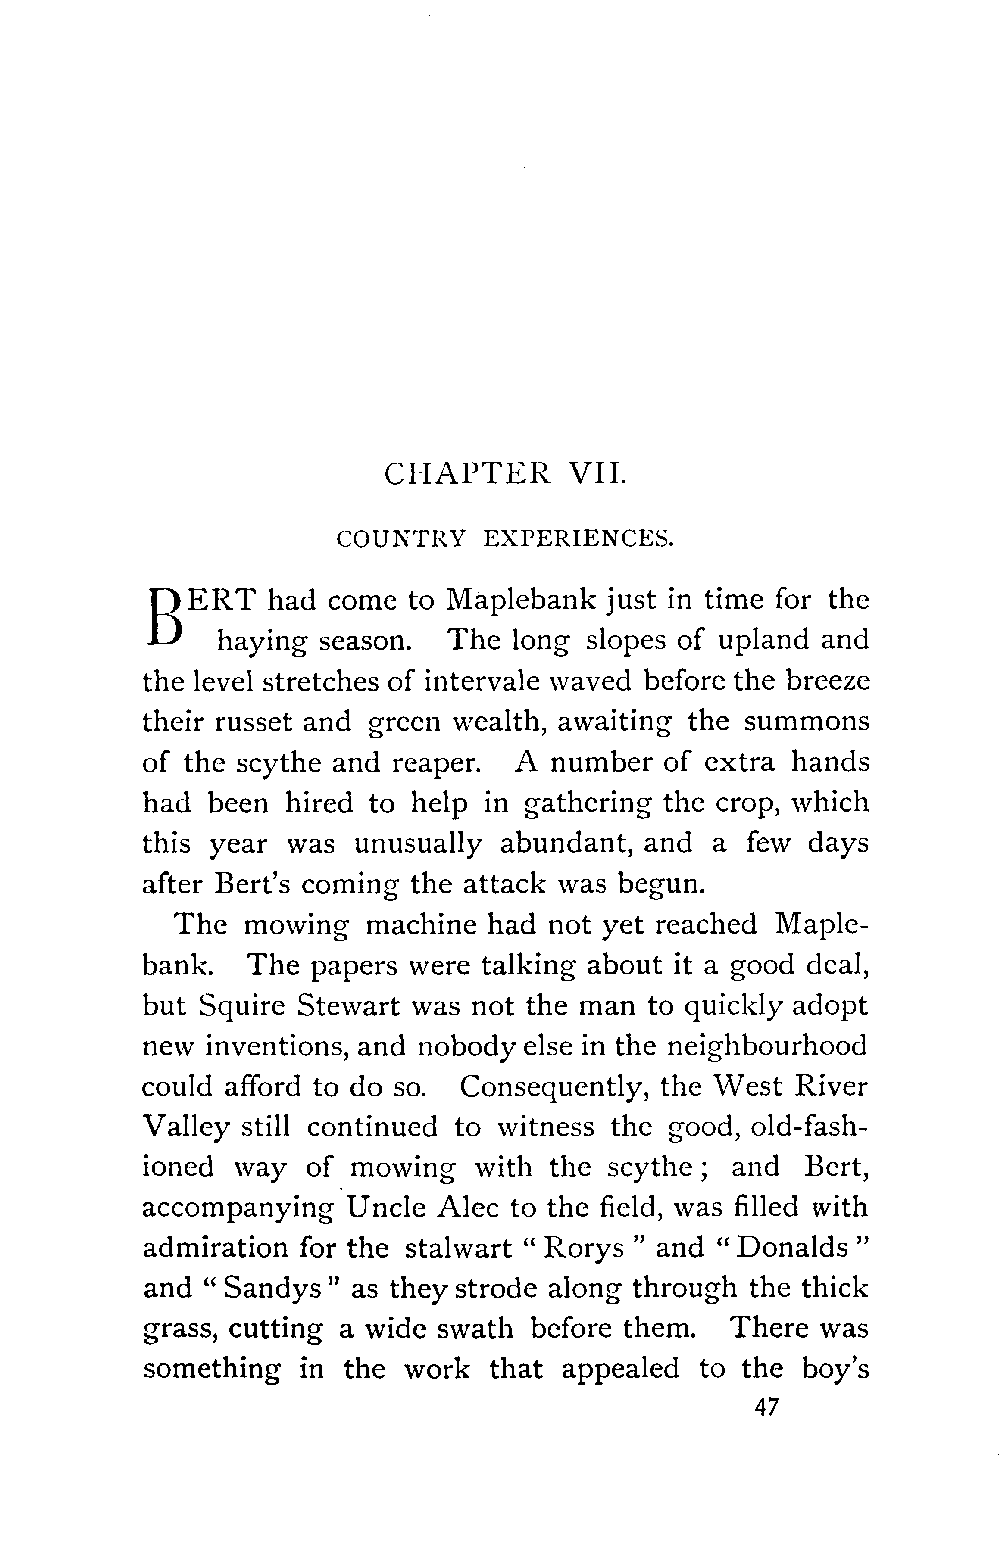 CHAPTER VII.
COUNTRY EXPERIENCES.
BERT had come to Maplebank just in time for the
haying season. The long slopes of upland and
the level stretches of intervale waved before the breeze
their russet and green wealth, awaiting the summons
of the scythe and reaper. A number of extra hands
had been hired to help in gathering the crop, which
this year was unusually abundant, and a few days
after Bert's coming the attack was begun.
The mowing machine had not yet reached Maple-
bank. The papers were talking about it a good deal,
but Squire Stewart was not the man to quickly adopt
new inventions, and nobody else in the neighbourhood
could afford to do so. Consequently, the West River
Valley still continued to witness the good, old-fash-
ioned way of mowing with the scythe; and Bert,
accompanying Uncle Alec to the field, was filled with
admiration for the stalwart "Rorys" and "Donalds"
and "Sandys" as they strode along through the thick
grass, cutting a wide swath before them. There was
something in the work that appealed to the boy's
47